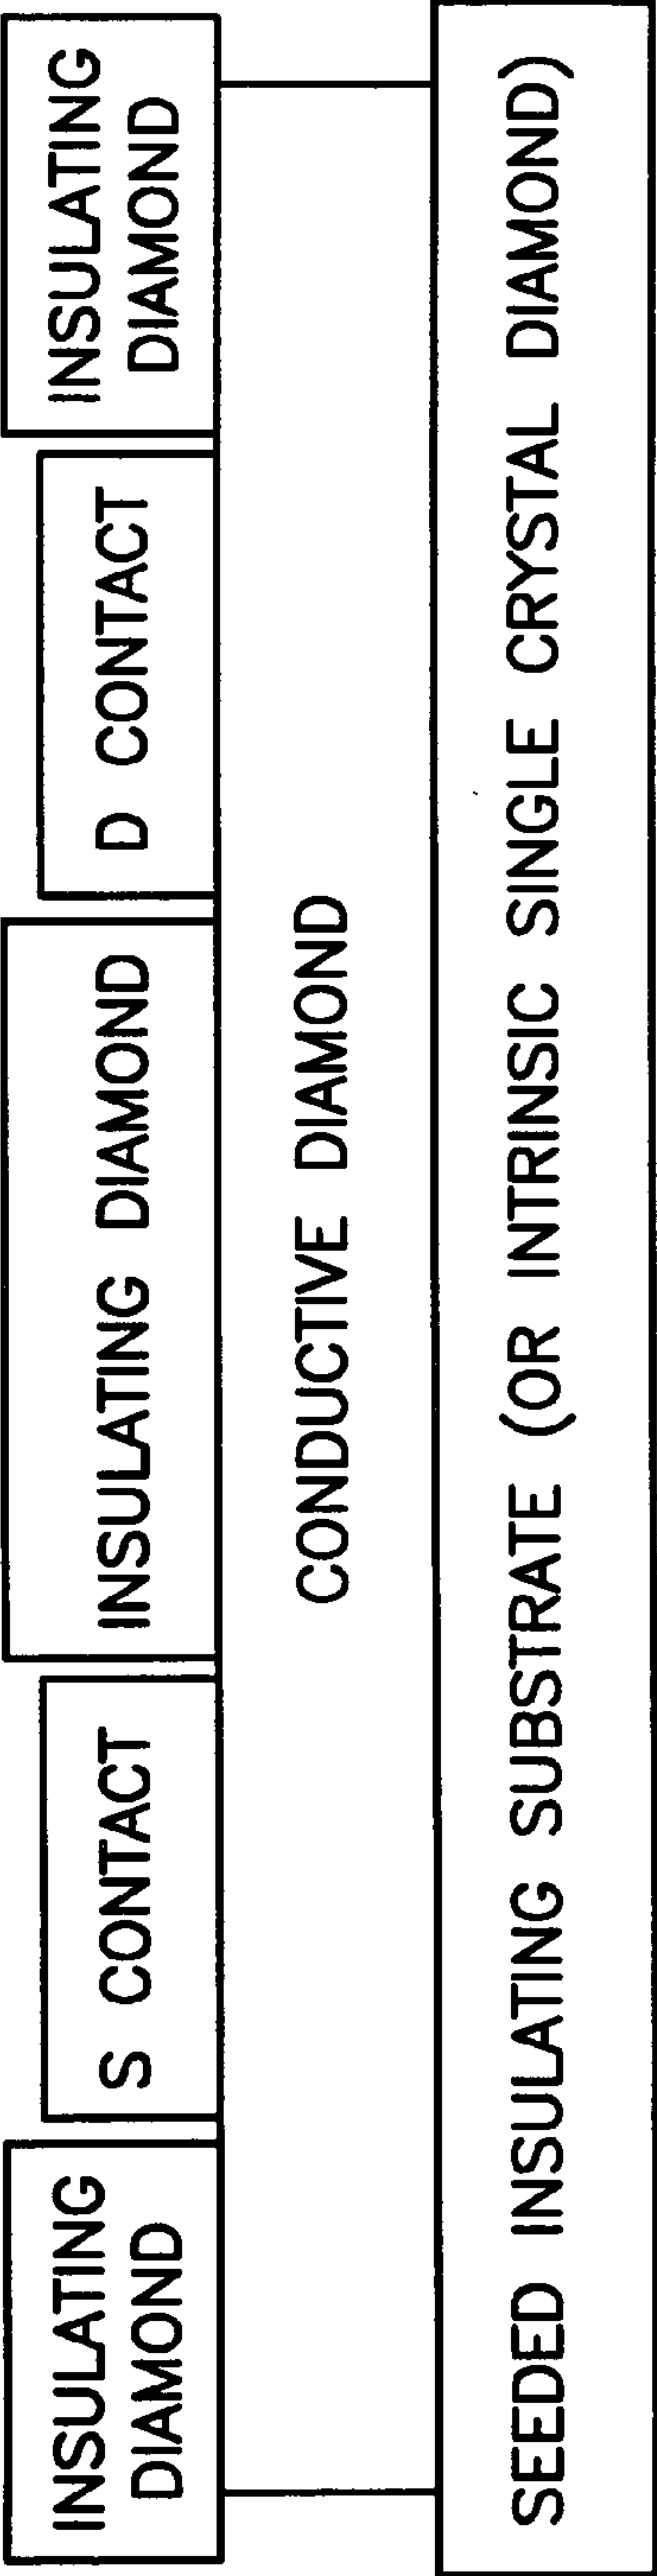 INSULATING
DIAMOND
S CONTACT
INSULATING DIAMOND
D CONTACT
INSULATING
DIAMOND
CONDUCTIVE DIAMOND
SEEDED INSULATING SUBSTRATE (OR INTRINSIC SINGLE CRYSTAL DIAMOND)